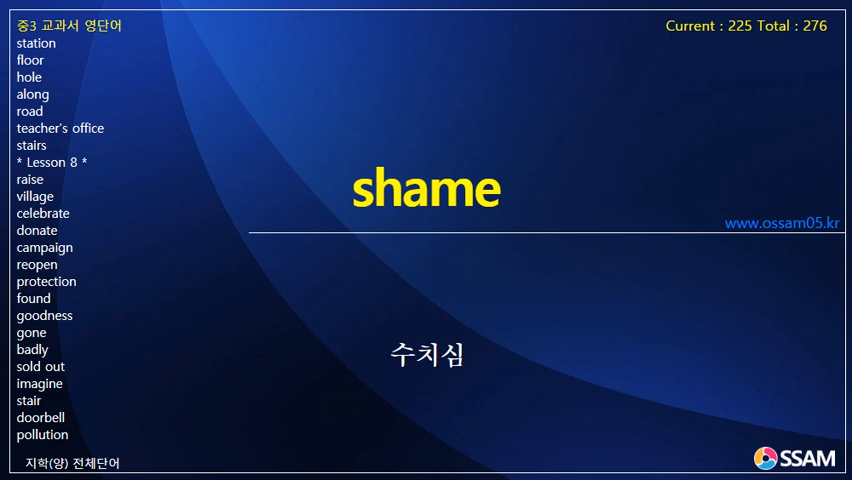 중3 교과서 영단어
Current : 225 Total : 276
station
floor
hole
along
road
teacher's office
stairs
* Lesson 8 *
raise
village
celebrate
donate
campaign
reopen
protection
found
goodness
gone
badly
sold out
imagine
stair
doorbell
pollution
shame
www.ossam05.kr
수치심
지학(양) 전체단어
OSSAM